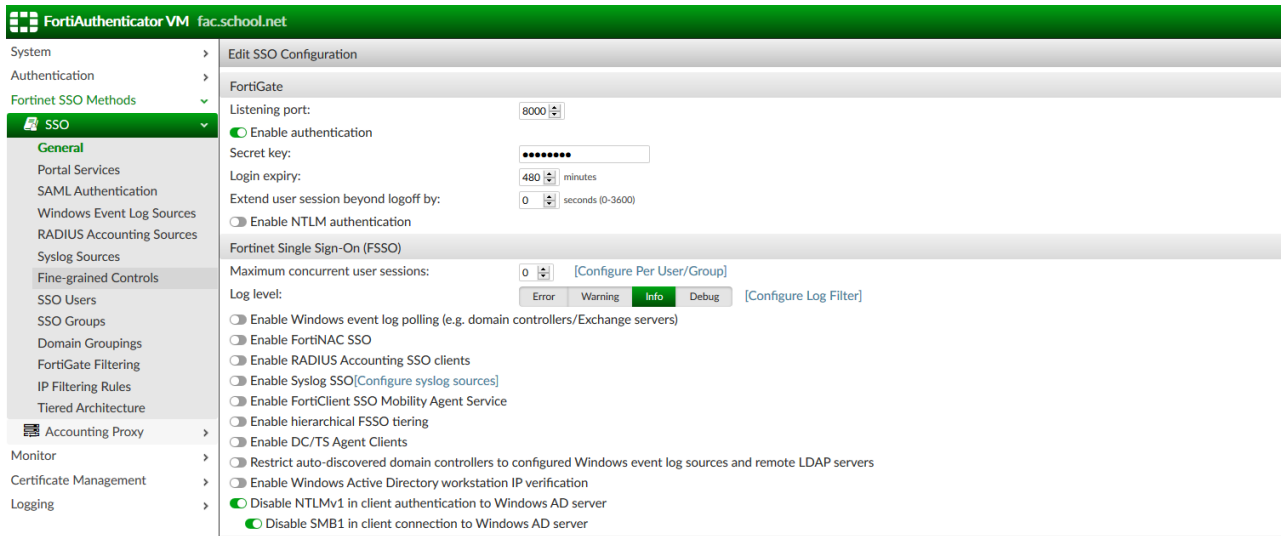 FortiAuthenticator VM fac.school.net
System
Authentication
Fortinet SSO Methods
SSO
General
Portal Services
SAML Authentication
Windows Event Log Sources
RADIUS Accounting Sources
Syslog Sources
Fine-grained Controls
SSO Users
SSO Groups
Domain Groupings
FortiGate Filtering
IP Filtering Rules
Tiered Architecture
Accounting Proxy
Monitor
Certificate Management
Logging
Edit SSO Configuration
FortiGate
Listening port: 8000
Enable authentication
Secret key: ••••••••
Login expiry: 480 minutes
Extend user session beyond logoff by: 0 seconds (0-3600)
Enable NTLM authentication
Fortinet Single Sign-On (FSSO)
Maximum concurrent user sessions: 0 [Configure Per User/Group]
Log level: Error Warning Info Debug [Configure Log Filter]
Enable Windows event log polling (e.g. domain controllers/Exchange servers)
Enable FortiNAC SSO
Enable RADIUS Accounting SSO clients
Enable Syslog SSO[Configure syslog sources]
Enable FortiClient SSO Mobility Agent Service
Enable hierarchical FSSO tiering
Enable DC/TS Agent Clients
Restrict auto-discovered domain controllers to configured Windows event log sources and remote LDAP servers
Enable Windows Active Directory workstation IP verification
Disable NTLMv1 in client authentication to Windows AD server
Disable SMB1 in client connection to Windows AD server